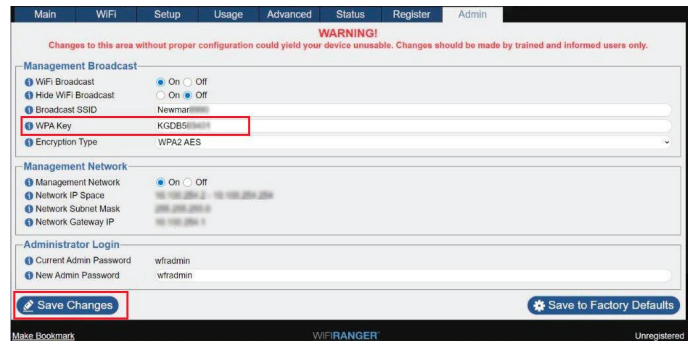 Main WiFi Setup Usage Advanced Status Register Admin
WARNING!
Changes to this area without proper configuration could yield your device unusable. Changes should be made by trained and informed users only.
Management Broadcast
WiFi Broadcast On Off
Hide WiFi Broadcast On Off
Broadcast SSID Newmar
WPA Key KGDB5
Encryption Type WPA2 AES
Management Network
Management Network On Off
Network IP Space
Network Subnet Mask
Network Gateway IP
Administrator Login
Current Admin Password wfradmin
New Admin Password wfradmin
Save Changes Save to Factory Defaults
Make Bookmark WIFIRANGER Unregistered